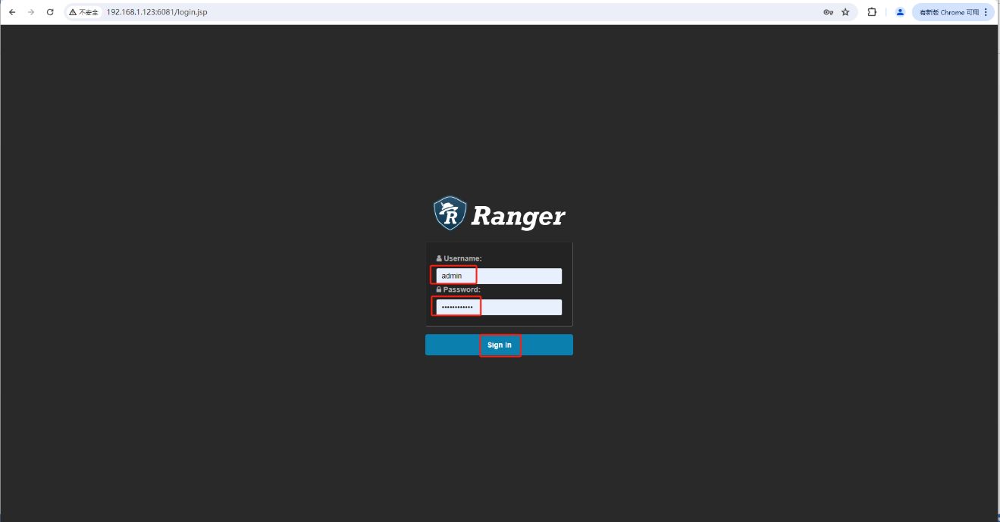 不安全 192.168.1.123:6081/login.jsp 有新版 Chrome 可用
R Ranger
Username:
admin
Password:
••••••••••••
Sign In